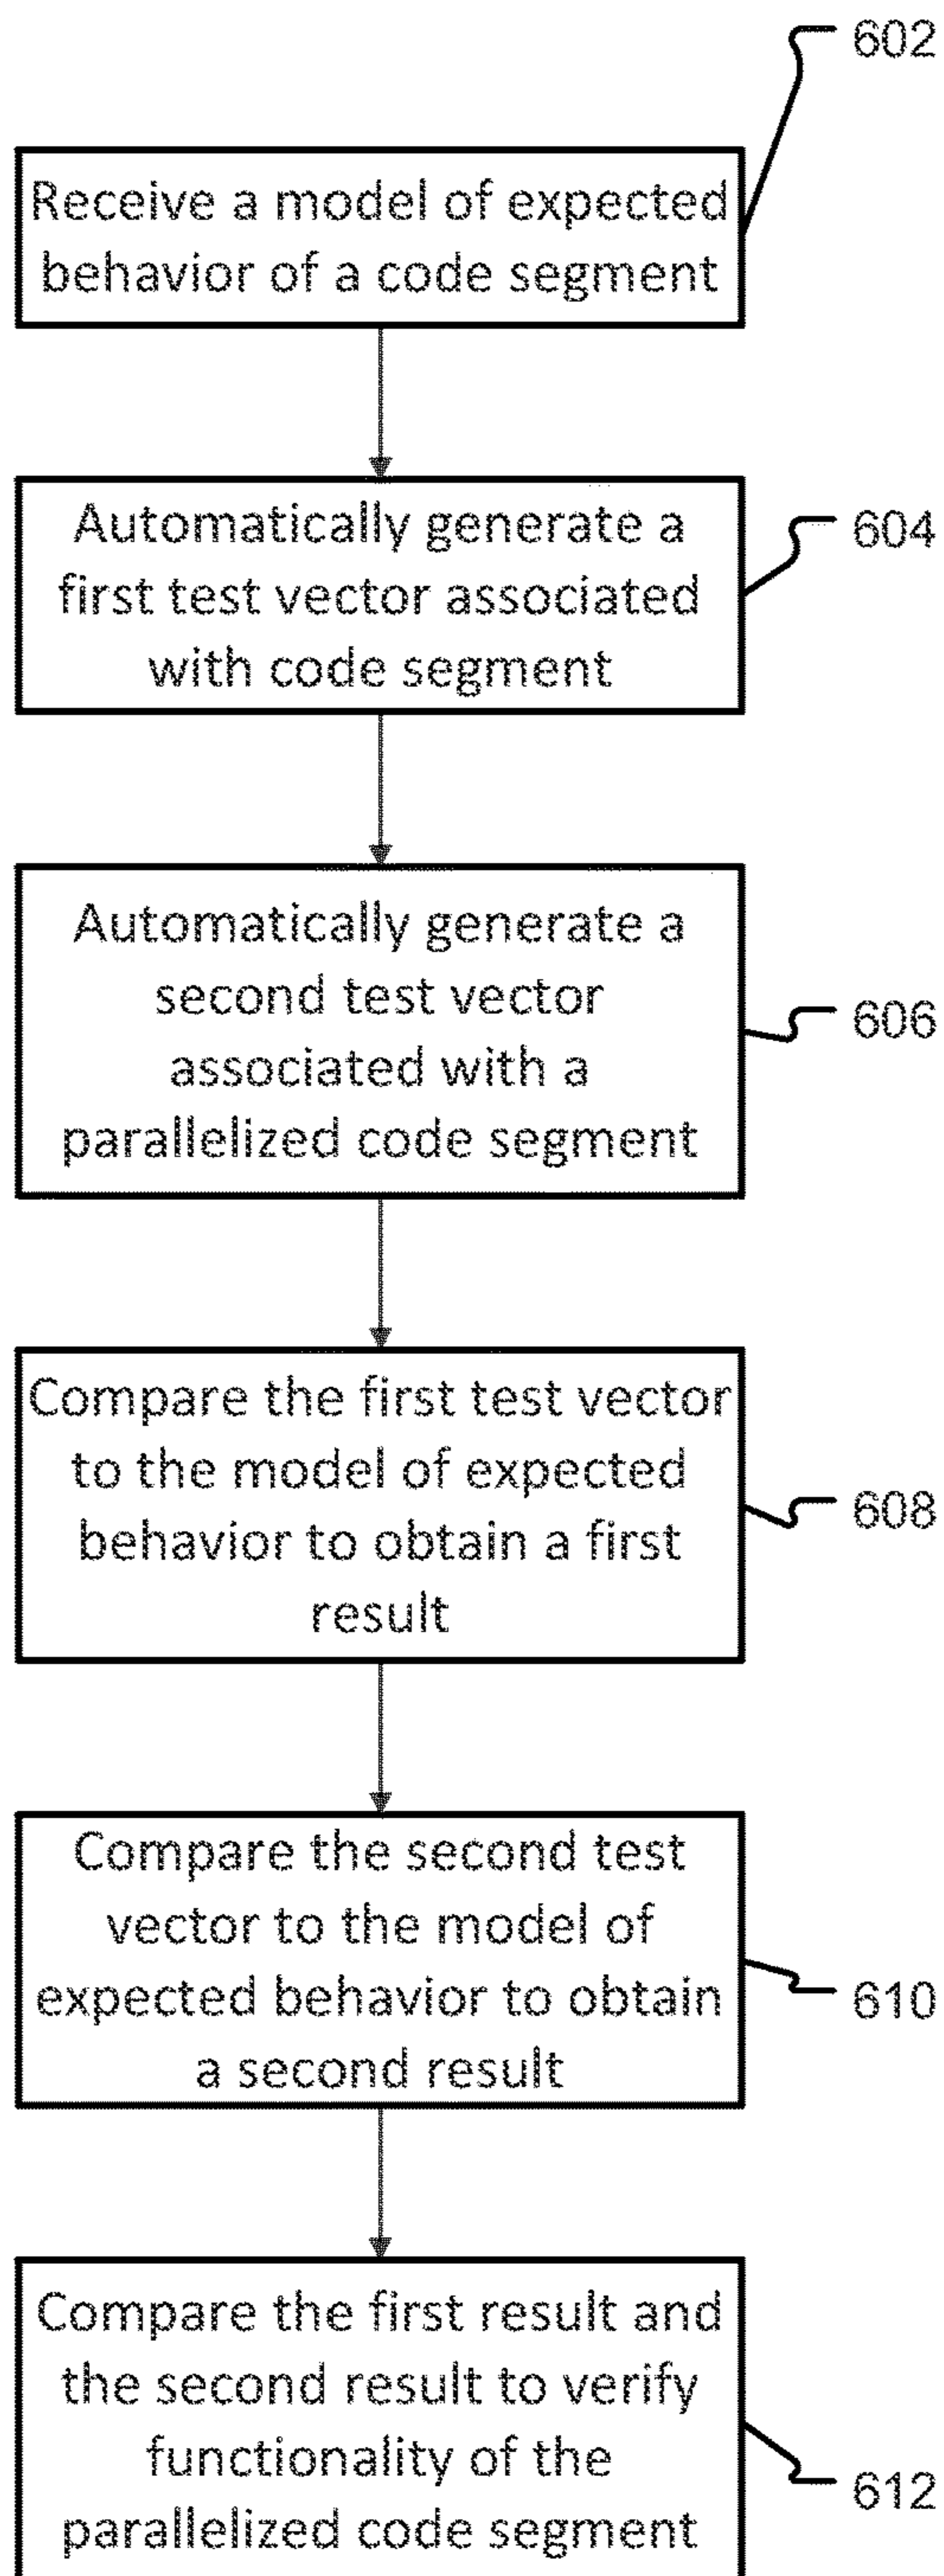 602
Receive a model of expected
behavior of a code segment
Automatically generate a
first test vector associated
with code segment
604
Automatically generate a
second test vector
associated with a
parallelized code segment
606
Compare the first test vector
to the model of expected
behavior to obtain a first
result
608
Compare the second test
vector to the model of
expected behavior to obtain
a second result
610
Compare the first result and
the second result to verify
functionality of the
parallelized code segment
612